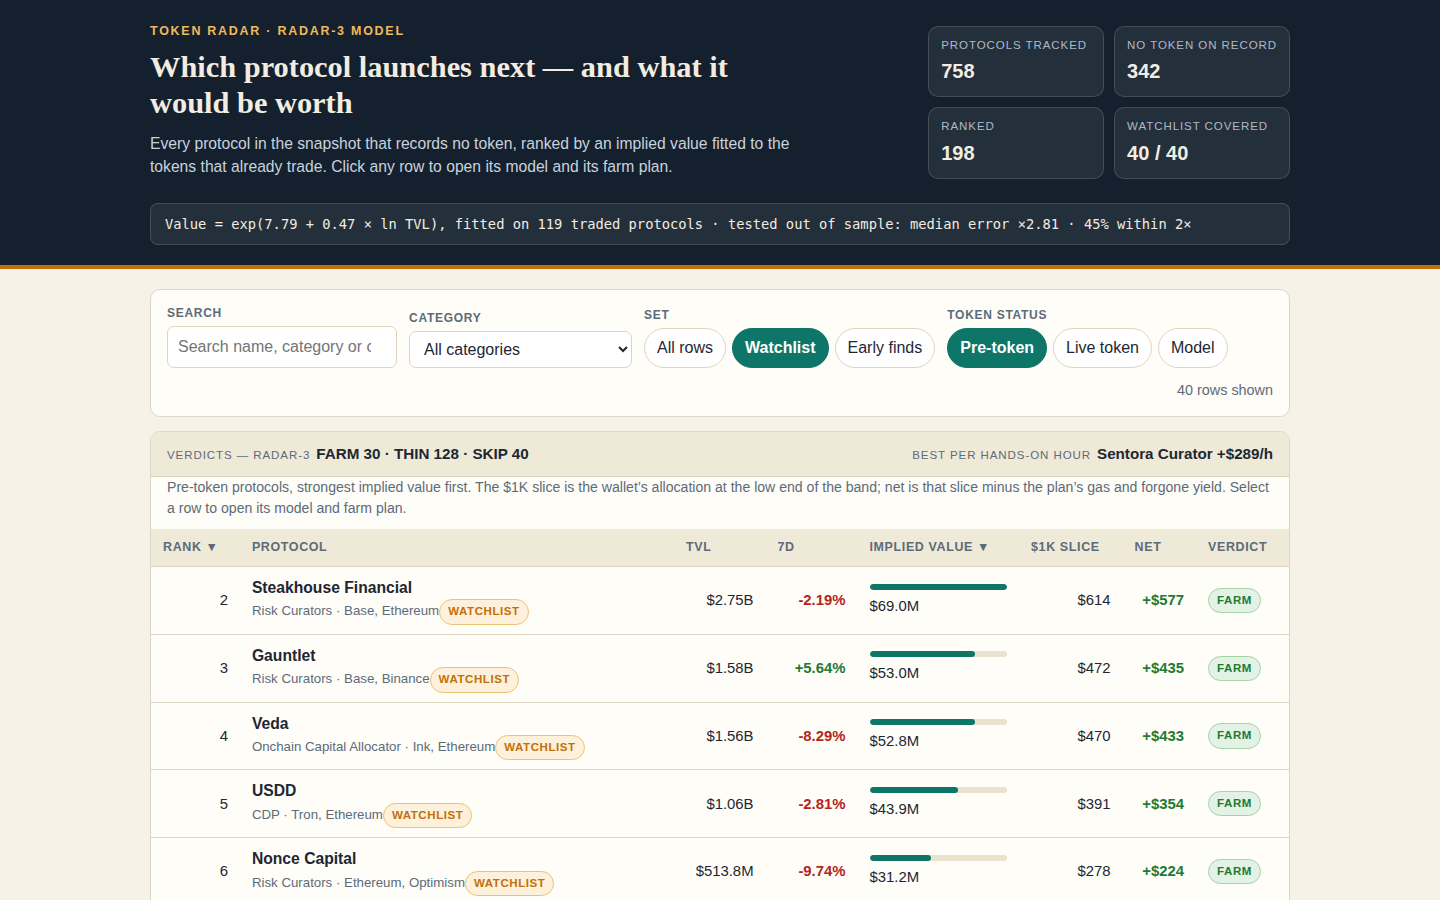 TOKEN RADAR · RADAR-3 MODEL
Which protocol launches next — and what it
would be worth
Every protocol in the snapshot that records no token, ranked by an implied value fitted to the
tokens that already trade. Click any row to open its model and its farm plan.
PROTOCOLS TRACKED
758
NO TOKEN ON RECORD
342
RANKED
198
WATCHLIST COVERED
40 / 40
Value = exp(7.79 + 0.47 × ln TVL), fitted on 119 traded protocols · tested out of sample: median error ×2.81 · 45% within 2×
SEARCH
Search name, category or c
CATEGORY
All categories
SET
All rows Watchlist Early finds
TOKEN STATUS
Pre-token Live token Model
40 rows shown
VERDICTS — RADAR-3 FARM 30 · THIN 128 · SKIP 40
BEST PER HANDS-ON HOUR Sentora Curator +$289/h
Pre-token protocols, strongest implied value first. The $1K slice is the wallet's allocation at the low end of the band; net is that slice minus the plan's gas and forgone yield. Select
a row to open its model and farm plan.
RANK ▼ PROTOCOL TVL 7D IMPLIED VALUE ▼ $1K SLICE NET VERDICT
2 Steakhouse Financial $2.75B -2.19% $69.0M $614 +$577 FARM
Risk Curators · Base, Ethereum WATCHLIST
3 Gauntlet $1.58B +5.64% $53.0M $472 +$435 FARM
Risk Curators · Base, Binance WATCHLIST
4 Veda $1.56B -8.29% $52.8M $470 +$433 FARM
Onchain Capital Allocator · Ink, Ethereum WATCHLIST
5 USDD $1.06B -2.81% $43.9M $391 +$354 FARM
CDP · Tron, Ethereum WATCHLIST
6 Nonce Capital $513.8M -9.74% $31.2M $278 +$224 FARM
Risk Curators · Ethereum, Optimism WATCHLIST